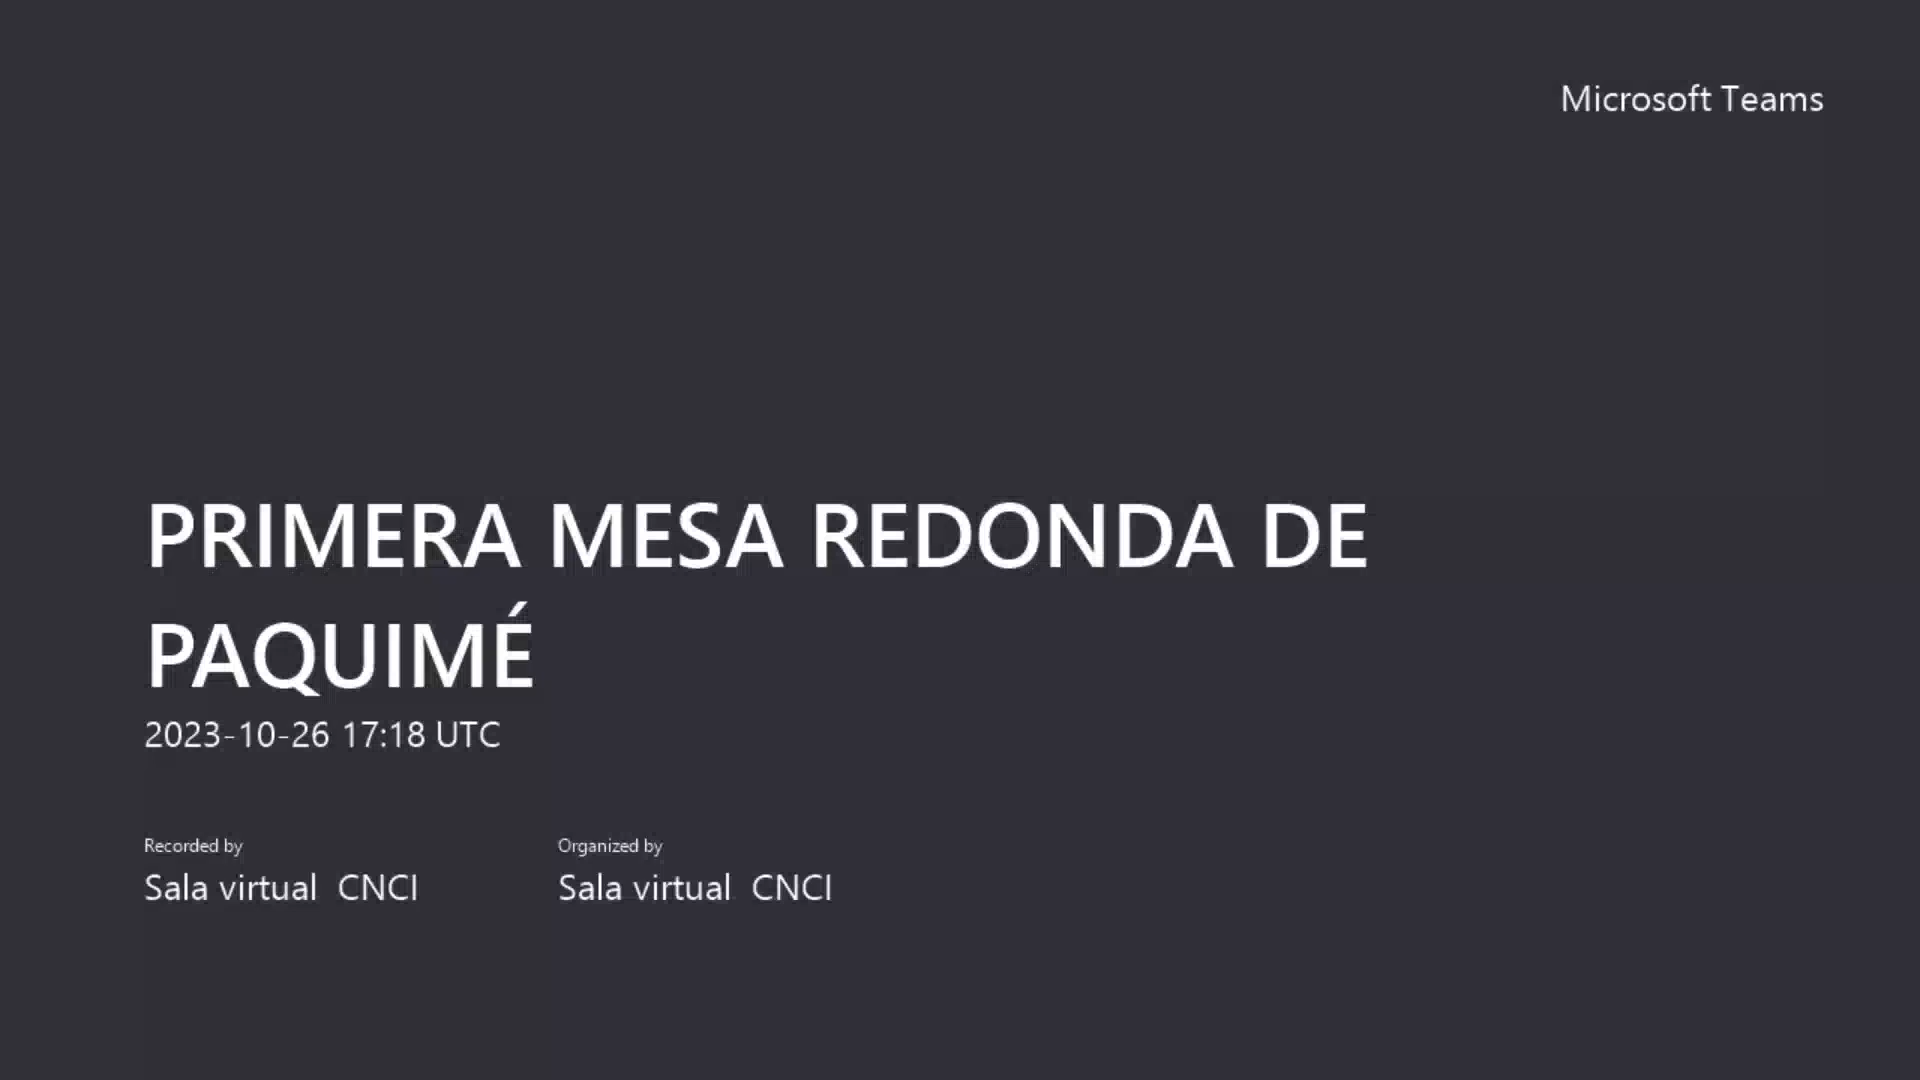 Microsoft Teams
PRIMERA MESA REDONDA DE
PAQUIMÉ
2023-10-26 17:18 UTC
Recorded by
Organized by
Sala virtual CNCI
Sala virtual CNCI